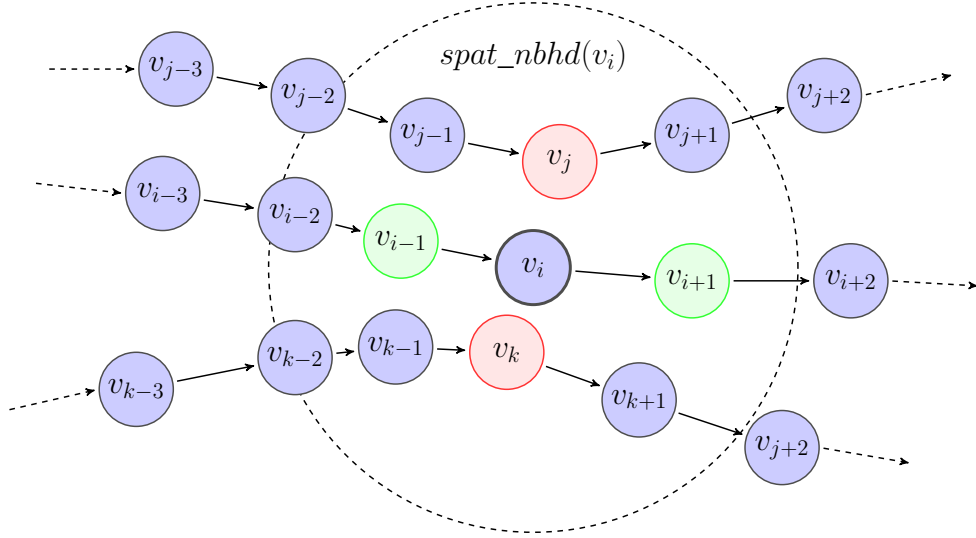 spat_nbhd(v_i)
v_{j−3}
v_{j−2}
v_{j−1}
v_j
v_{j+1}
v_{j+2}
v_{i−3}
v_{i−2}
v_{i−1}
v_i
v_{i+1}
v_{i+2}
v_{k−3}
v_{k−2}
v_{k−1}
v_k
v_{k+1}
v_{j+2}